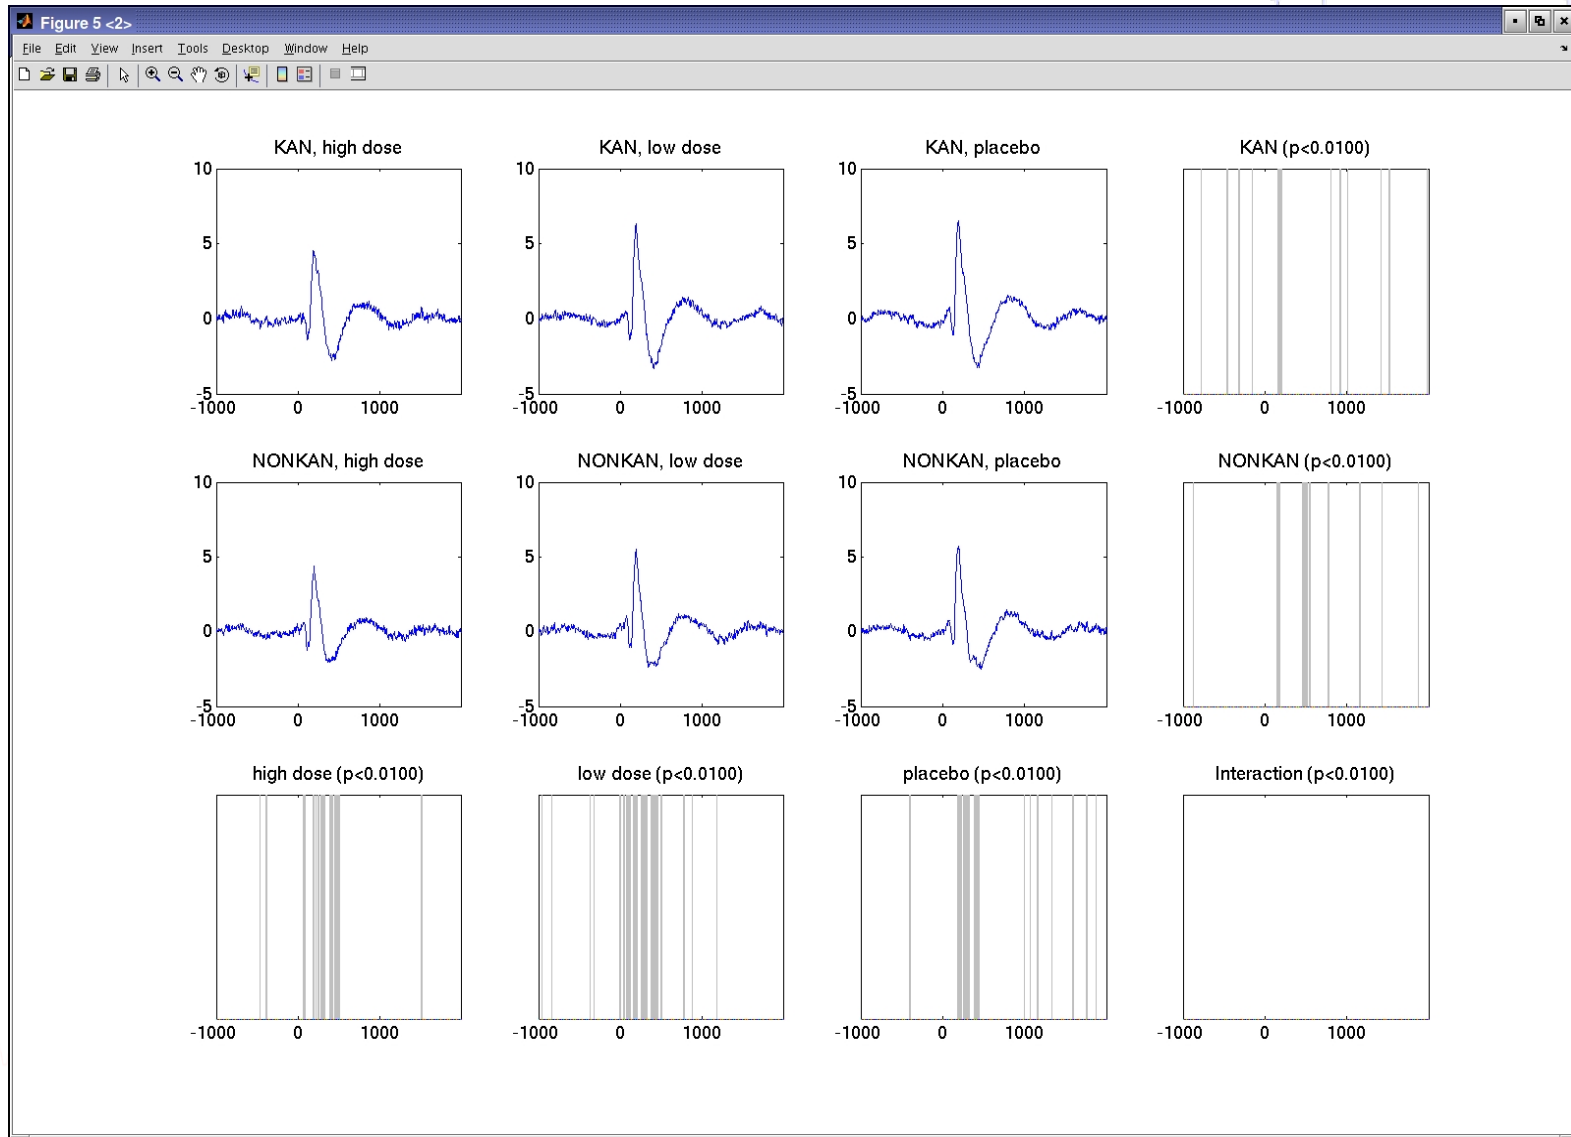 Figure 5 <2>
File Edit View Insert Tools Desktop Window Help
KAN, high dose KAN, low dose KAN, placebo KAN (p<0.0100)
10 10 10
5 5 5
0 0 0
-5 -5 -5
-1000 0 1000 -1000 0 1000 -1000 0 1000 -1000 0 1000
NONKAN, high dose NONKAN, low dose NONKAN, placebo NONKAN (p<0.0100)
10 10 10
5 5 5
0 0 0
-5 -5 -5
-1000 0 1000 -1000 0 1000 -1000 0 1000 -1000 0 1000
high dose (p<0.0100) low dose (p<0.0100) placebo (p<0.0100) Interaction (p<0.0100)
-1000 0 1000 -1000 0 1000 -1000 0 1000 -1000 0 1000